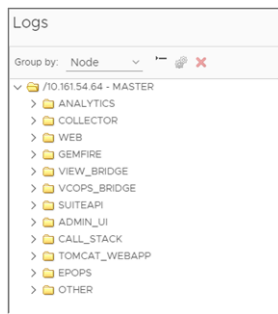 Logs
Group by: Node
/10.161.54.64 - MASTER
ANALYTICS
COLLECTOR
WEB
GEMFIRE
VIEW_BRIDGE
VCOPS_BRIDGE
SUITEAPI
ADMIN_UI
CALL_STACK
TOMCAT_WEBAPP
EPOPS
OTHER